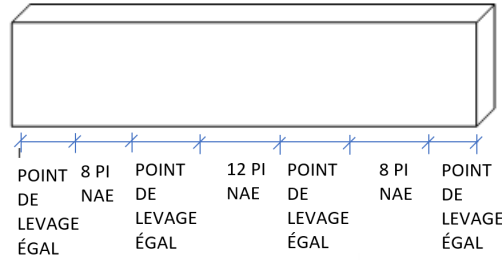 POINT
DE
LEVAGE
ÉGAL
8 PI
NAE
POINT
DE
LEVAGE
ÉGAL
12 PI
NAE
POINT
DE
LEVAGE
ÉGAL
8 PI
NAE
POINT
DE
LEVAGE
ÉGAL